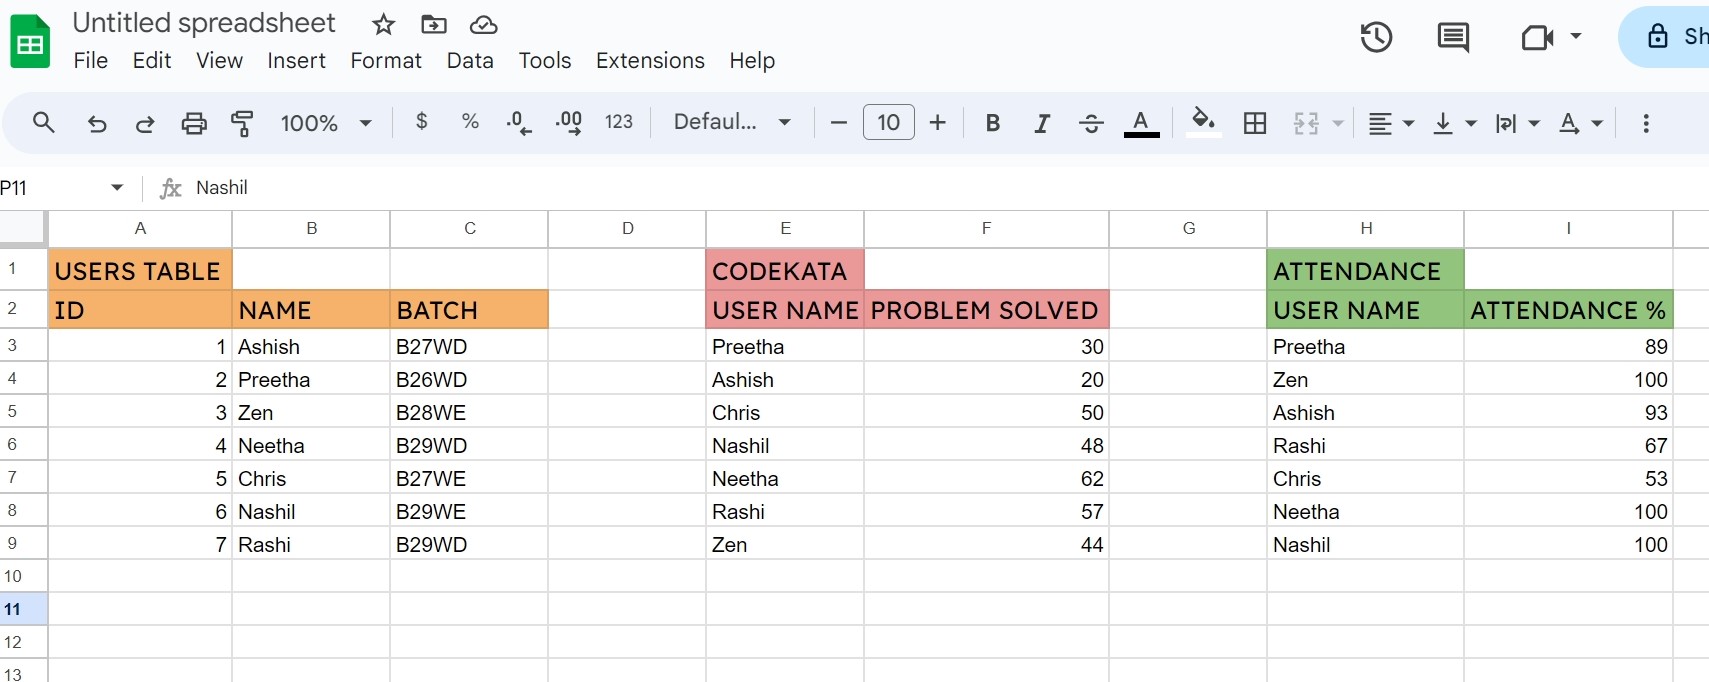 Untitled spreadsheet
File Edit View Insert Format Data Tools Extensions Help
Sh
100% $ % .0 .00 123 Defaul... 10 B I A A
P11 fx Nashil
A B C D E F G H I
1 USERS TABLE CODEKATA ATTENDANCE
2 ID NAME BATCH USER NAME PROBLEM SOLVED USER NAME ATTENDANCE %
3 1 Ashish B27WD Preetha 30 Preetha 89
4 2 Preetha B26WD Ashish 20 Zen 100
5 3 Zen B28WE Chris 50 Ashish 93
6 4 Neetha B29WD Nashil 48 Rashi 67
7 5 Chris B27WE Neetha 62 Chris 53
8 6 Nashil B29WE Rashi 57 Neetha 100
9 7 Rashi B29WD Zen 44 Nashil 100
10
11
12
13